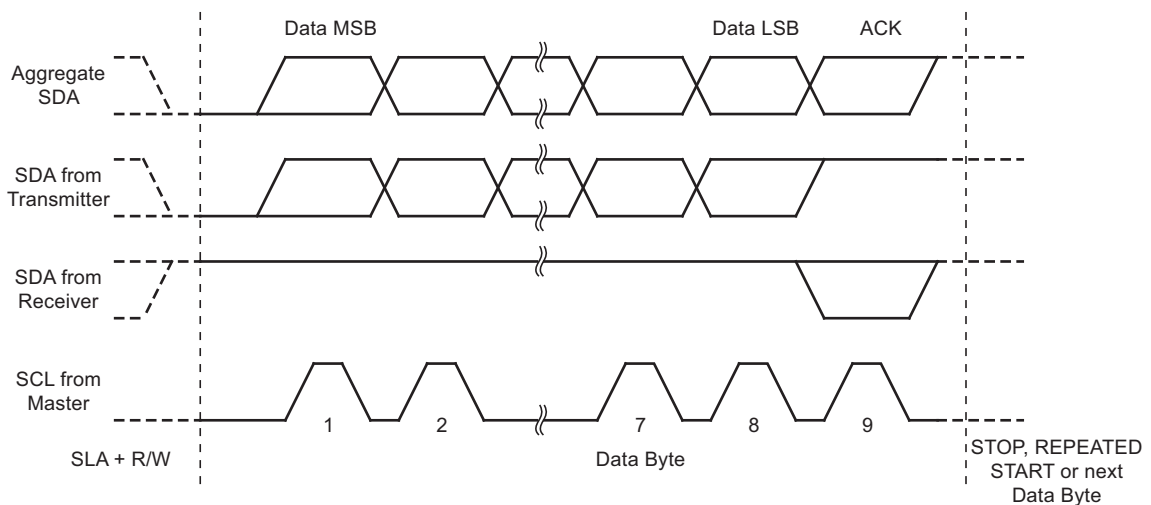 Data MSB
Data LSB
ACK
Aggregate
SDA
SDA from
Transmitter
SDA from
Receiver
SCL from
Master
1
2
7
8
9
SLA + R/W
Data Byte
STOP, REPEATED
START or next
Data Byte